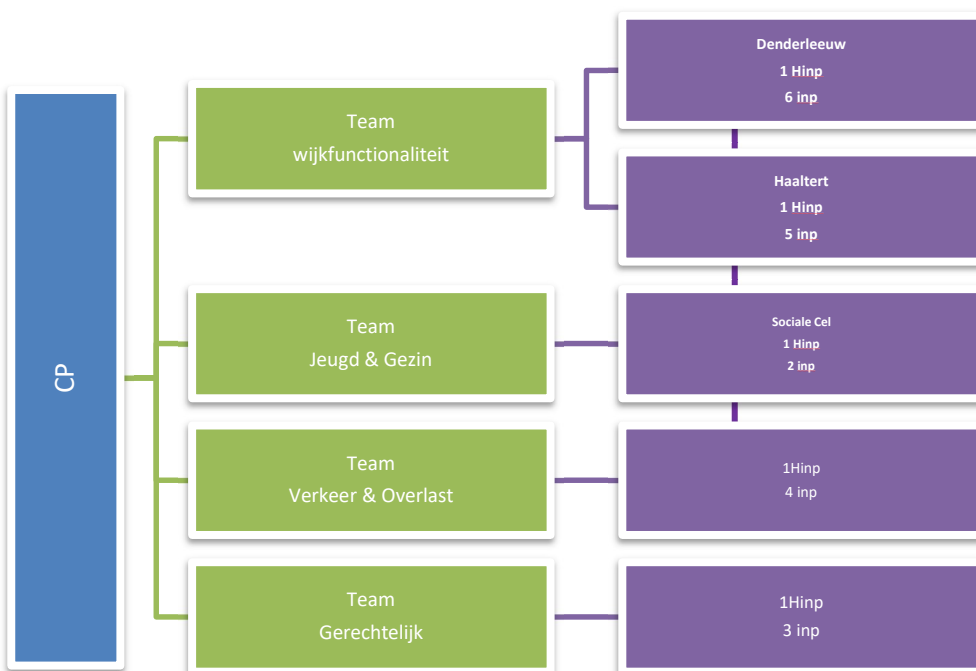 CP
Team
wijkfunctionaliteit
Denderleeuw
1 Hinp
6 inp
Haaltert
1 Hinp
5 inp
Team
Jeugd & Gezin
Sociale Cel
1 Hinp
2 inp
Team
Verkeer & Overlast
1Hinp
4 inp
Team
Gerechtelijk
1Hinp
3 inp